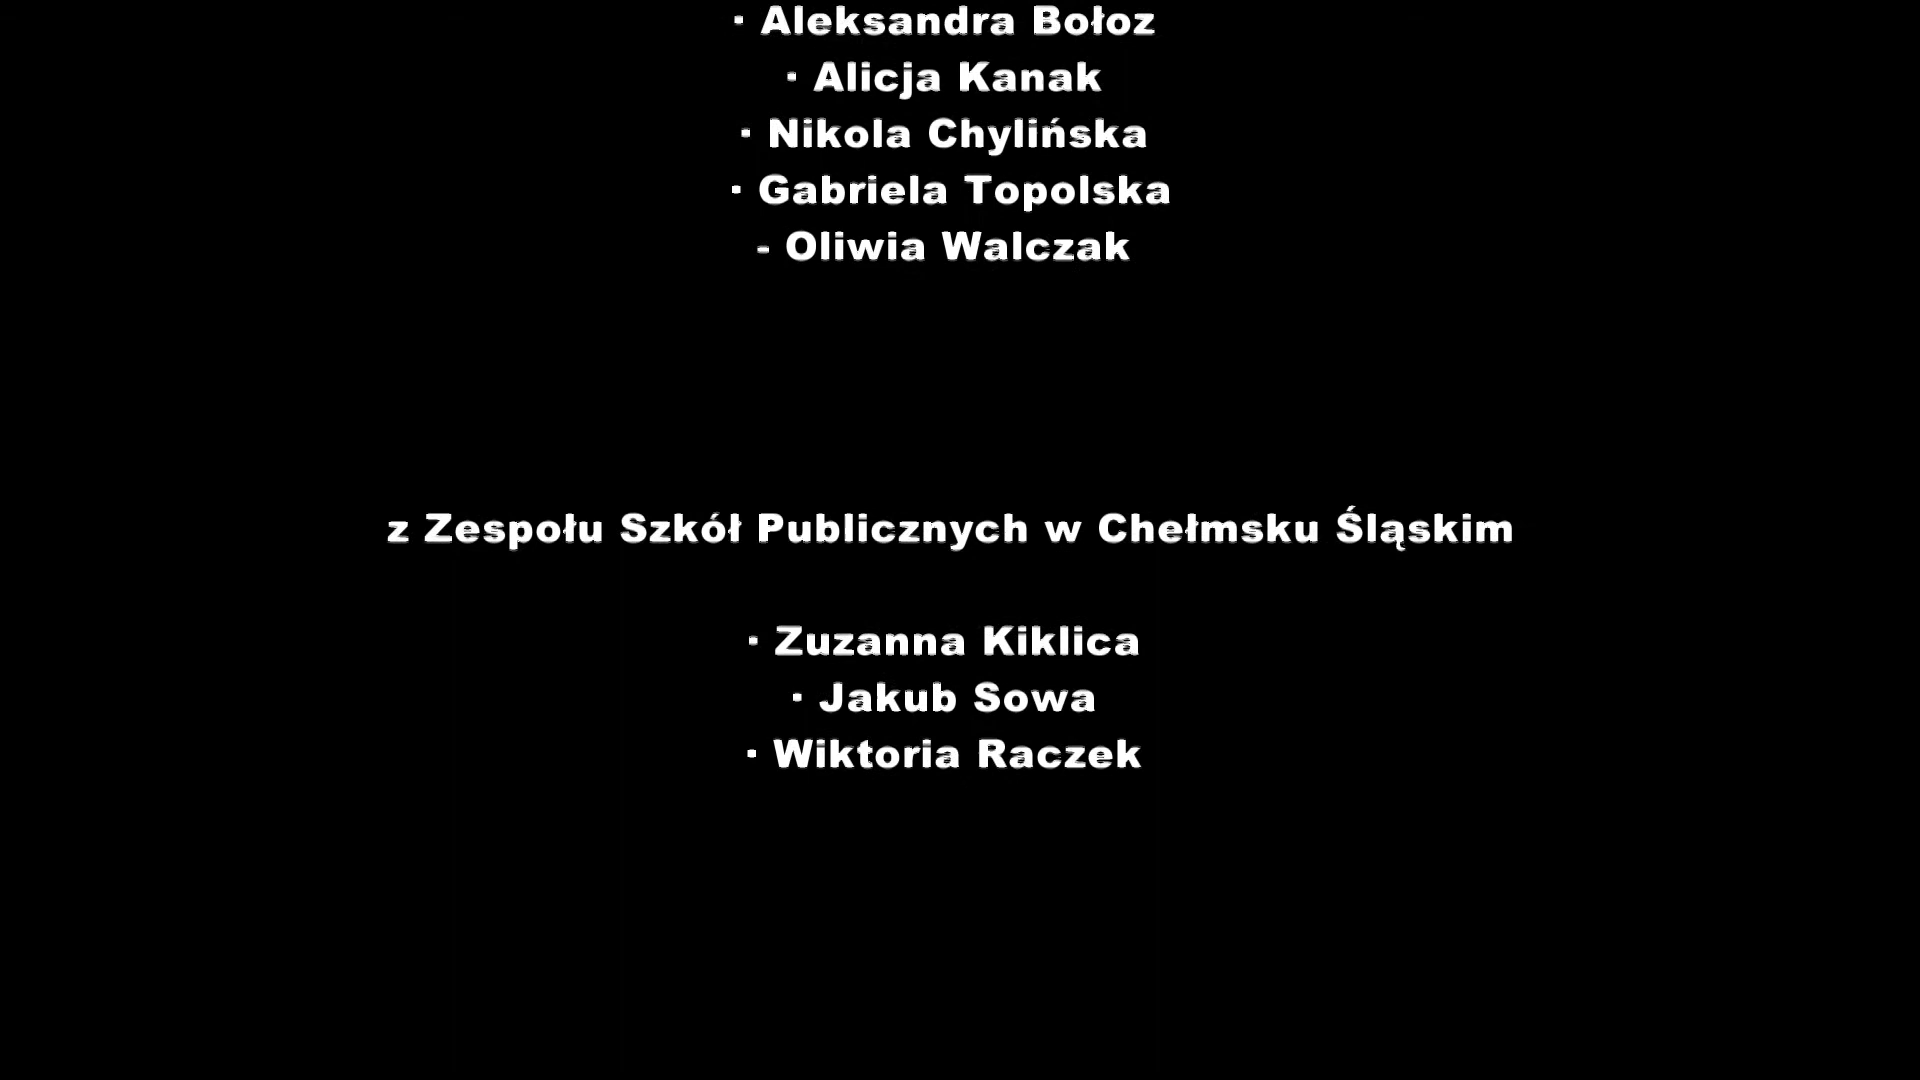 · Aleksandra Bołoz
· Alicja Kanak
· Nikola Chylińska
· Gabriela Topolska
- Oliwia Walczak
z Zespołu Szkół Publicznych w Chełmsku Śląskim
· Zuzanna Kiklica
· Jakub Sowa
· Wiktoria Raczek